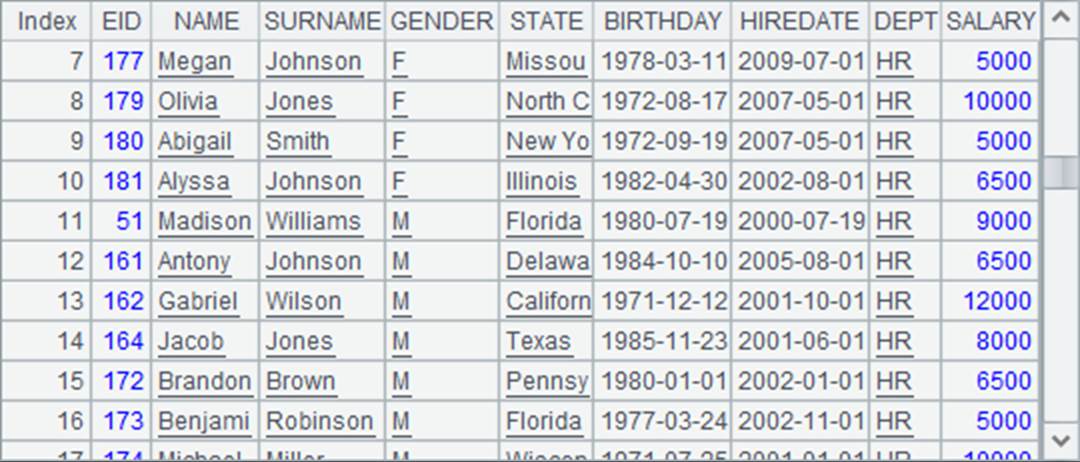 Index EID NAME SURNAME GENDER STATE BIRTHDAY HIREDATE DEPT SALARY
7 177 Megan Johnson F Missou 1978-03-11 2009-07-01 HR 5000
8 179 Olivia Jones F North C 1972-08-17 2007-05-01 HR 10000
9 180 Abigail Smith F New Yo 1972-09-19 2007-05-01 HR 5000
10 181 Alyssa Johnson F Illinois 1982-04-30 2002-08-01 HR 6500
11 51 Madison Williams M Florida 1980-07-19 2000-07-19 HR 9000
12 161 Antony Johnson M Delawa 1984-10-10 2005-08-01 HR 6500
13 162 Gabriel Wilson M Californ 1971-12-12 2001-10-01 HR 12000
14 164 Jacob Jones M Texas 1985-11-23 2001-06-01 HR 8000
15 172 Brandon Brown M Pennsy 1980-01-01 2002-01-01 HR 6500
16 173 Benjami Robinson M Florida 1977-03-24 2002-11-01 HR 5000
17 174 Michael Miller M